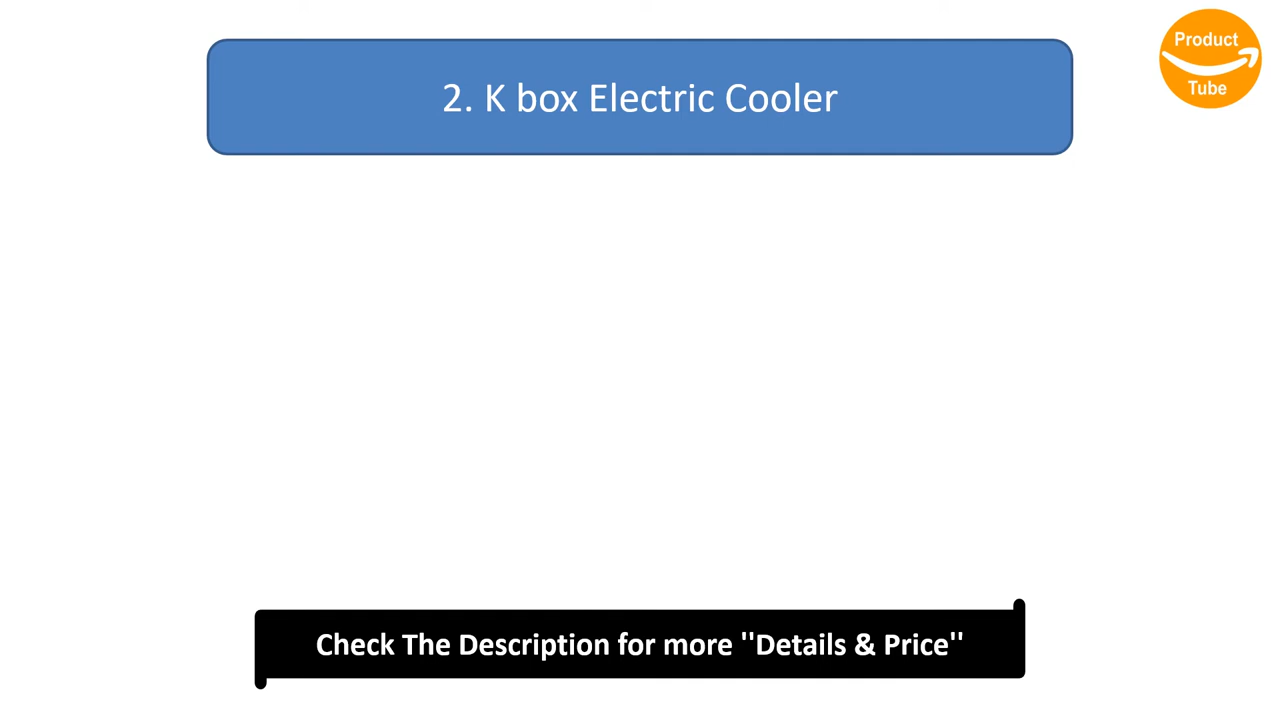 2. K box Electric Cooler
Product
Tube
Check The Description for more ''Details & Price''